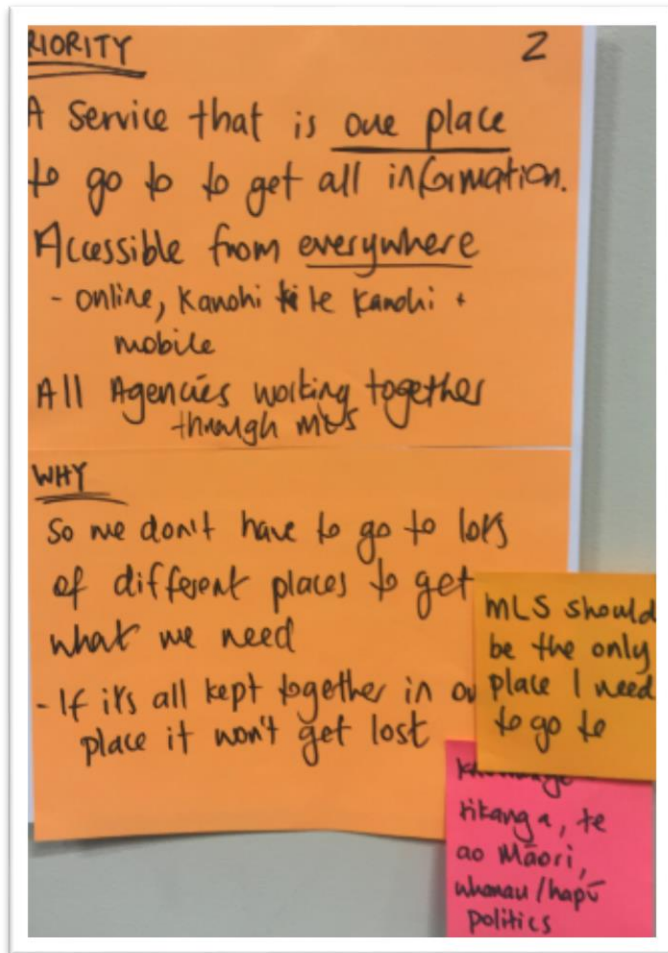 RIORITY 2
A service that is one place
to go to to get all information.
Accessible from everywhere
- online, Kanohi ki te Kanohi +
mobile
All Agencies working together
through MLS
WHY
So we don't have to go to lots
of different places to get
what we need
- If it's all kept together in
place it won't get lost
MLS should
be the only
place I need
to go to
tikanga, te
ao Māori,
whanau/hapū
politics